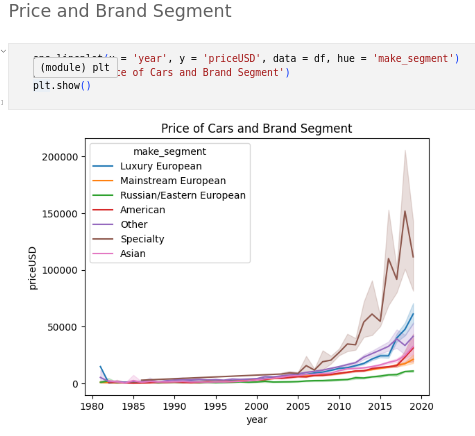 Price and Brand Segment
= 'year', y = 'priceUSD', data = df, hue = 'make_segment')
(module) plt
ce of Cars and Brand Segment')
plt.show()
Price of Cars and Brand Segment
make_segment
Luxury European
Mainstream European
Russian/Eastern European
American
Other
Specialty
Asian
200000
150000
100000
50000
0
priceUSD
1980 1985 1990 1995 2000 2005 2010 2015 2020
year